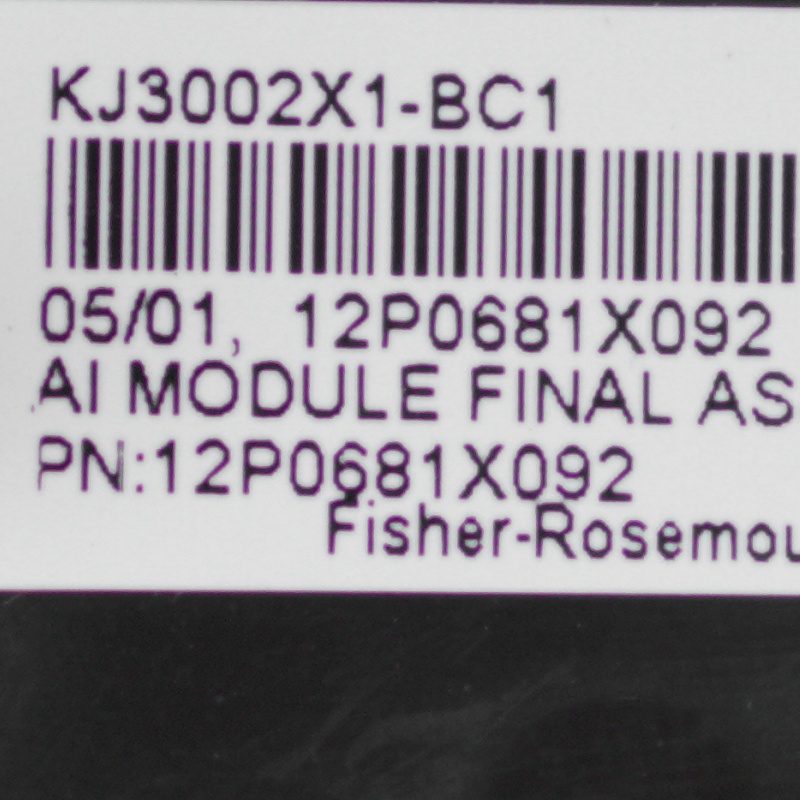 KJ3002X1-BC1
05/01, 12P0681X092
AI MODULE FINAL AS
PN:12P0681X092
Fisher-Rosemou